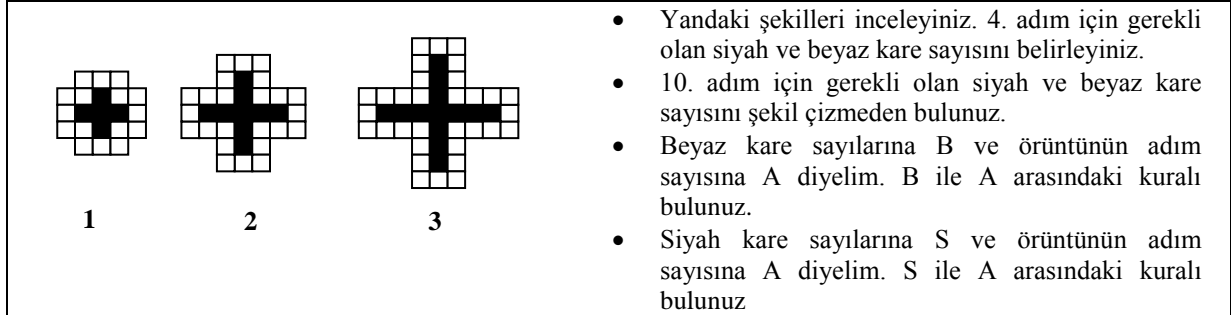 • Yandaki şekilleri inceleyiniz. 4. adım için gerekli
olan siyah ve beyaz kare sayısını belirleyiniz.
• 10. adım için gerekli olan siyah ve beyaz kare
sayısını şekil çizmeden bulunuz.
• Beyaz kare sayılarına B ve örüntünün adım
sayısına A diyelim. B ile A arasındaki kuralı
bulunuz.
• Siyah kare sayılarına S ve örüntünün adım
sayısına A diyelim. S ile A arasındaki kuralı
bulunuz
1 2 3